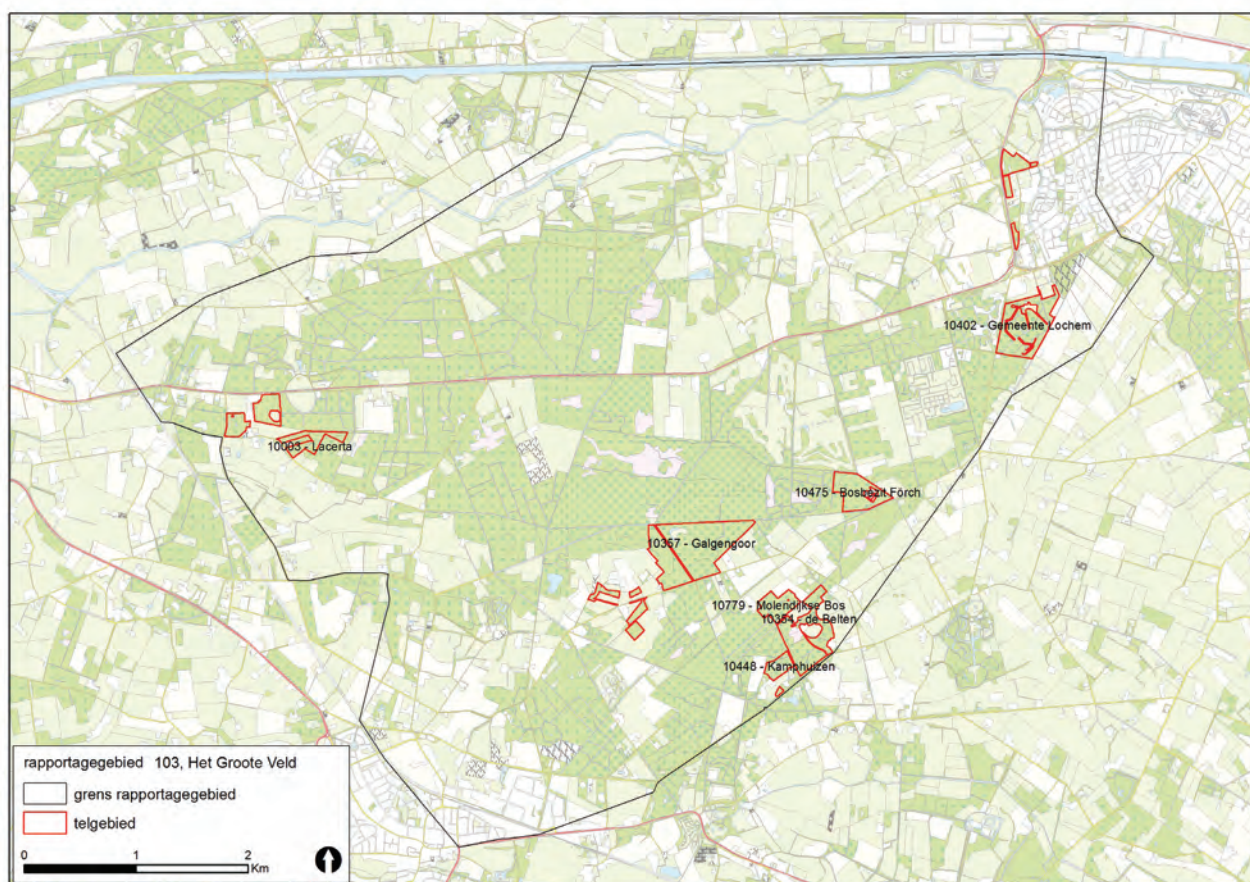 10402 - Gemeente Lochem
10093 - Lacerta
10475 - Bosbezit Förch
10357 - Galgengoor
10779 - Molendijkse Bos
10354 - de Belten
10448 - Kamphuizen
rapportagegebied 103, Het Groote Veld
grens rapportagegebied
telgebied
0 1 2
Km